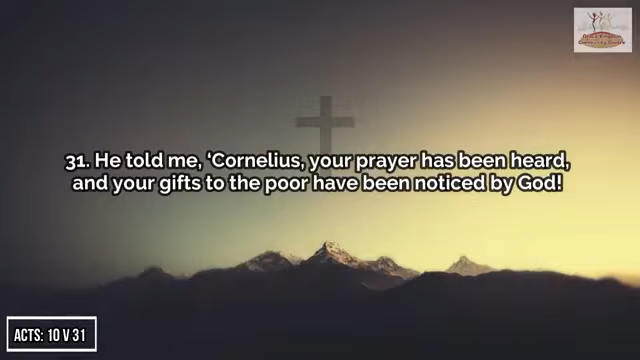 31. He told me, ‘Cornelius, your prayer has been heard,
and your gifts to the poor have been noticed by God!
ACTS: 10 V 31